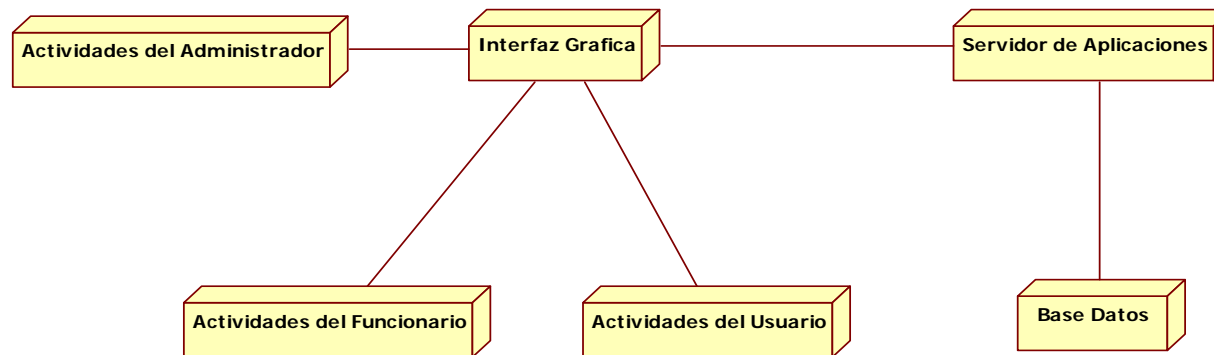 Actividades del Administrador
Interfaz Grafica
Servidor de Aplicaciones
Actividades del Funcionario
Actividades del Usuario
Base Datos